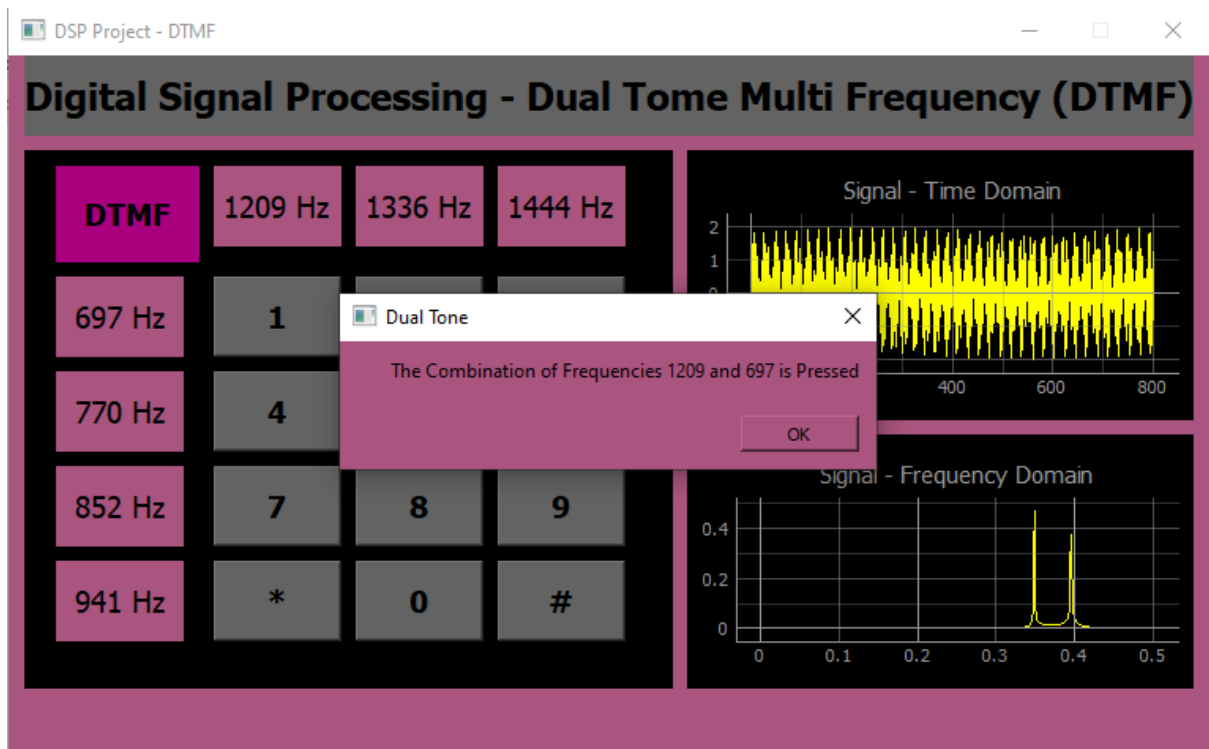 DSP Project - DTMF
Digital Signal Processing - Dual Tome Multi Frequency (DTMF)
DTMF 1209 Hz 1336 Hz 1444 Hz
697 Hz 1
770 Hz 4
852 Hz 7 8 9
941 Hz * 0 #
Dual Tone
The Combination of Frequencies 1209 and 697 is Pressed
OK
Signal - Time Domain
2
1
400 600 800
Signal - Frequency Domain
0.4
0.2
0
0 0.1 0.2 0.3 0.4 0.5